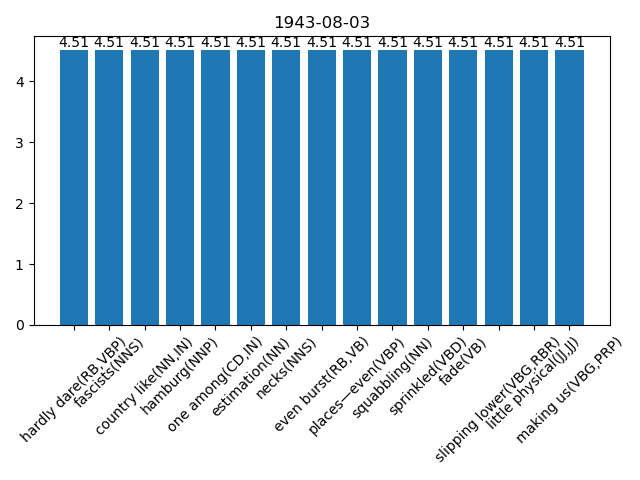 1943-08-03
4.51 4.51 4.51 4.51 4.51 4.51 4.51 4.51 4.51 4.51 4.51 4.51 4.51 4.51 4.51
4
3
2
1
0
hardly dare(RB,VBP)
fascists(NNS)
country like(NN,IN)
hamburg(NNP)
one among(CD,IN)
estimation(NN)
necks(NNS)
even burst(RB,VB)
places—even(VBP)
squabbling(NN)
sprinkled(VBD)
fade(VB)
slipping lower(VBG,RBR)
little physical(JJ,JJ)
making us(VBG,PRP)